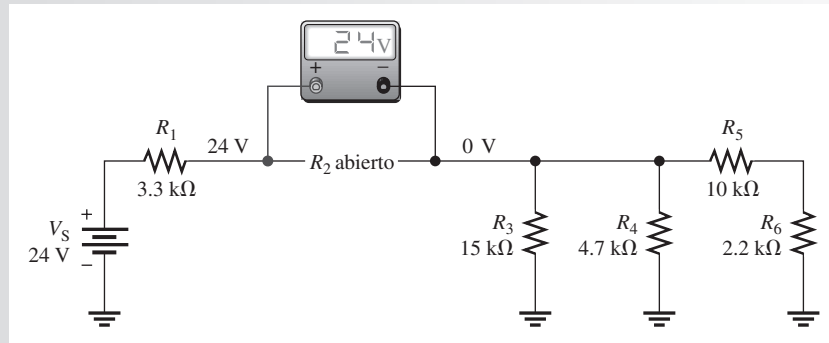 24 V
+ −
R1
24 V
R2 abierto
0 V
R5
3.3 kΩ
10 kΩ
+
VS
24 V
−
R3
15 kΩ
R4
4.7 kΩ
R6
2.2 kΩ